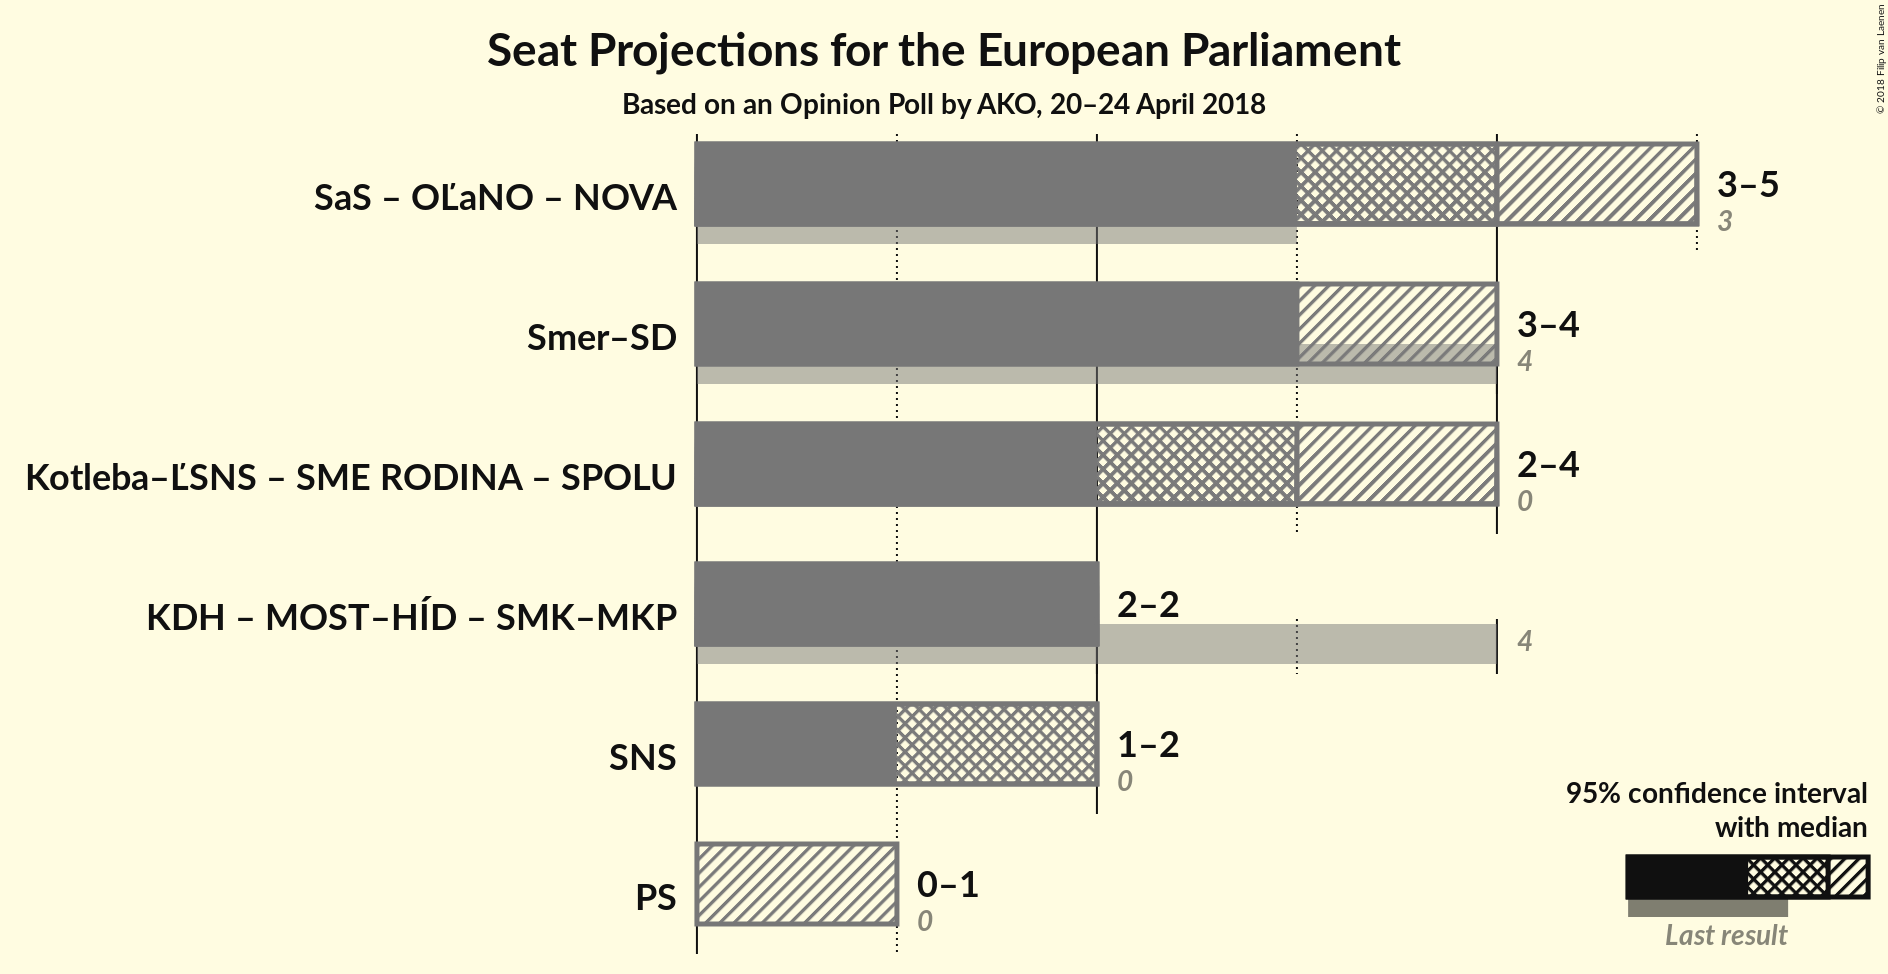 Seat Projections for the European Parliament
Based on an Opinion Poll by AKO, 20–24 April 2018
© 2018 Filip van Laenen
SaS – OĽaNO – NOVA
3–5
3
Smer–SD
3–4
4
Kotleba–ĽSNS – SME RODINA – SPOLU
2–4
0
KDH – MOST–HÍD – SMK–MKP
2–2
4
SNS
1–2
0
PS
0–1
0
95% confidence interval
with median
Last result